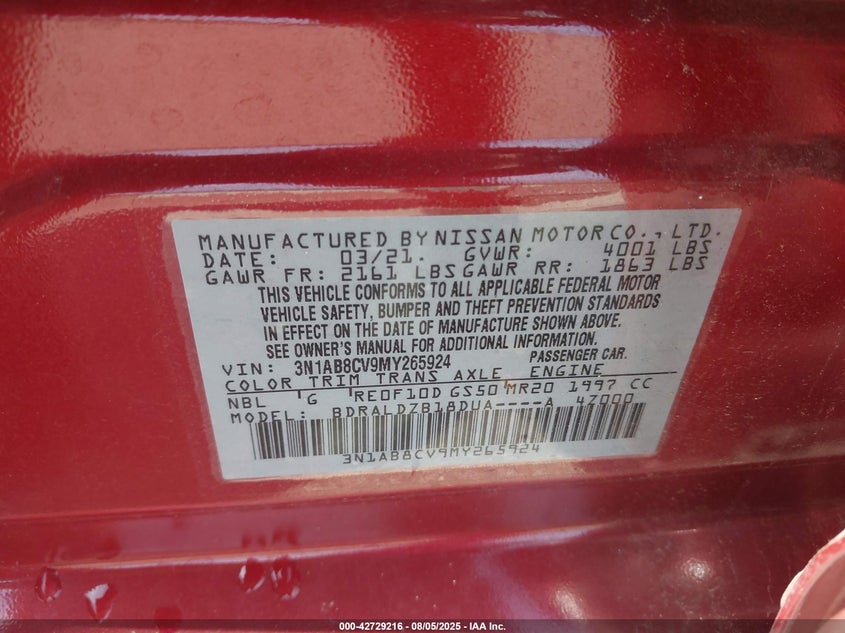 MANUFACTURED BY NISSAN MOTOR CO., LTD.
DATE: 03/21. GVWR: 4001 LBS
GAWR FR: 2161 LBS GAWR RR: 1863 LBS
THIS VEHICLE CONFORMS TO ALL APPLICABLE FEDERAL MOTOR
VEHICLE SAFETY, BUMPER AND THEFT PREVENTION STANDARDS
IN EFFECT ON THE DATE OF MANUFACTURE SHOWN ABOVE.
SEE OWNER'S MANUAL FOR ADDITIONAL INFORMATION.
VIN: 3N1AB8CV9MY265924 PASSENGER CAR.
COLOR TRIM TRANS AXLE ENGINE
NBL G RE0F10D GS50 MR20 1997 CC
MODEL: BDRALDZB18DUA----A 4Z000
3N1AB8CV9MY265924
000-42729216 - 08/05/2025 - IAA Inc.